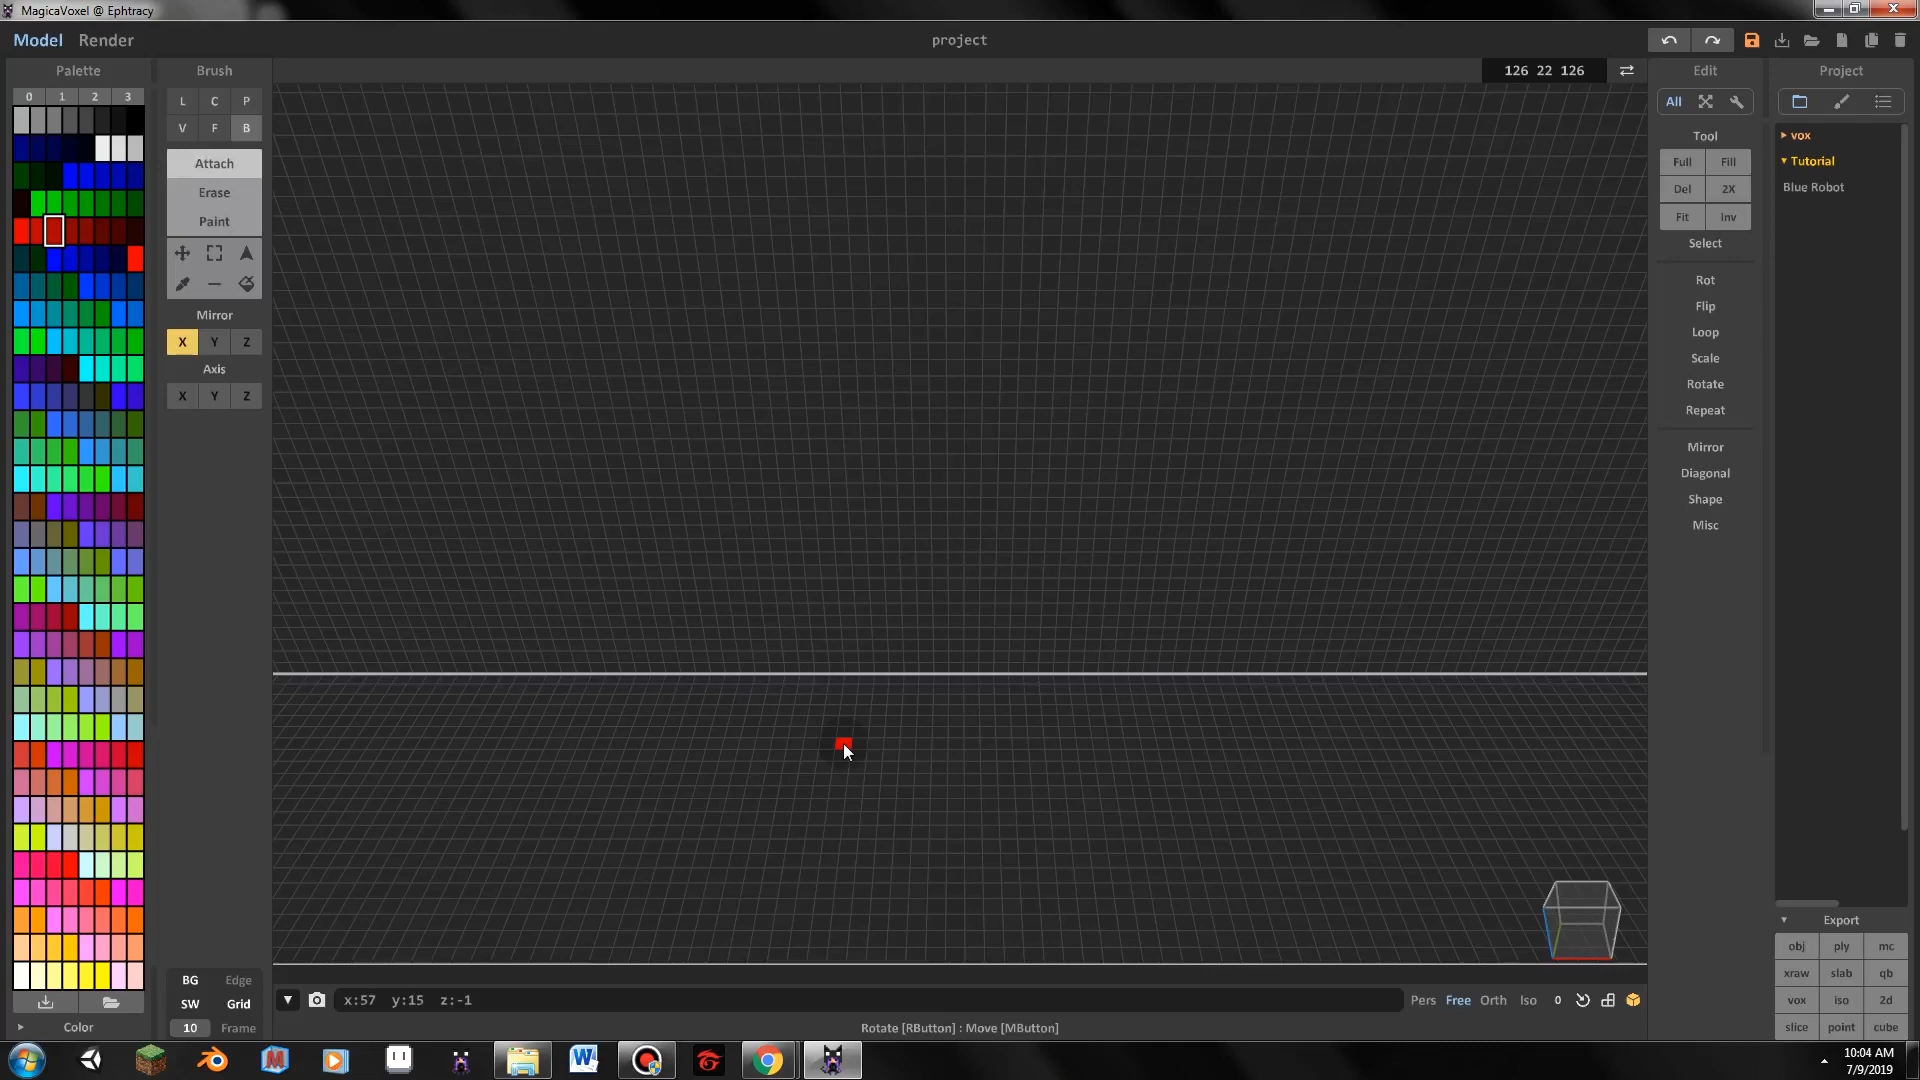 MagicaVoxel @ Ephtracy
Model Render
project
Palette
Brush
126 22 126
Edit
Project
0 1 2 3
L C P
V F B
All
Attach
Erase
Paint
Tool
Full Fill
Del 2X
Fit Inv
Select
vox
Tutorial
Blue Robot
Rot
Flip
Loop
Scale
Rotate
Repeat
Mirror
X Y Z
Axis
X Y Z
Mirror
Diagonal
Shape
Misc
Export
obj ply mc
xraw slab qb
vox iso 2d
slice point cube
BG Edge
SW Grid
10 Frame
Color
x:57 y:15 z:-1
Pers Free Orth Iso 0
Rotate [RButton] : Move [MButton]
10:04 AM
7/9/2019